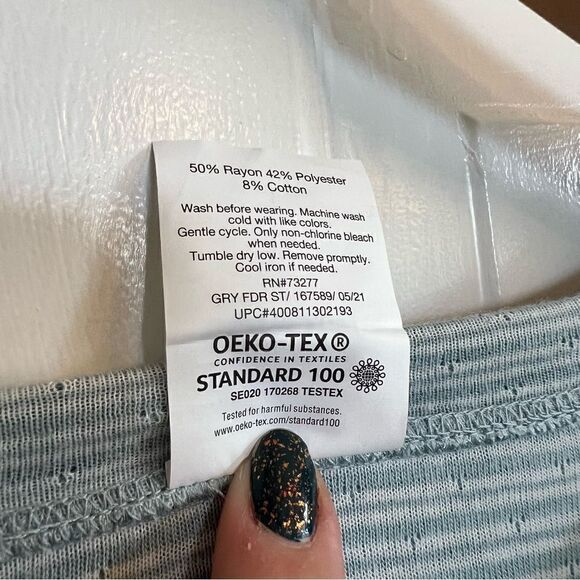 50% Rayon 42% Polyester
8% Cotton
Wash before wearing. Machine wash
cold with like colors.
Gentle cycle. Only non-chlorine bleach
when needed.
Tumble dry low. Remove promptly.
Cool iron if needed.
RN#73277
GRY FDR ST/ 167589/ 05/21
UPC#400811302193
OEKO-TEX®
CONFIDENCE IN TEXTILES
STANDARD 100
SE020 170268 TESTEX
Tested for harmful substances.
www.oeko-tex.com/standard100